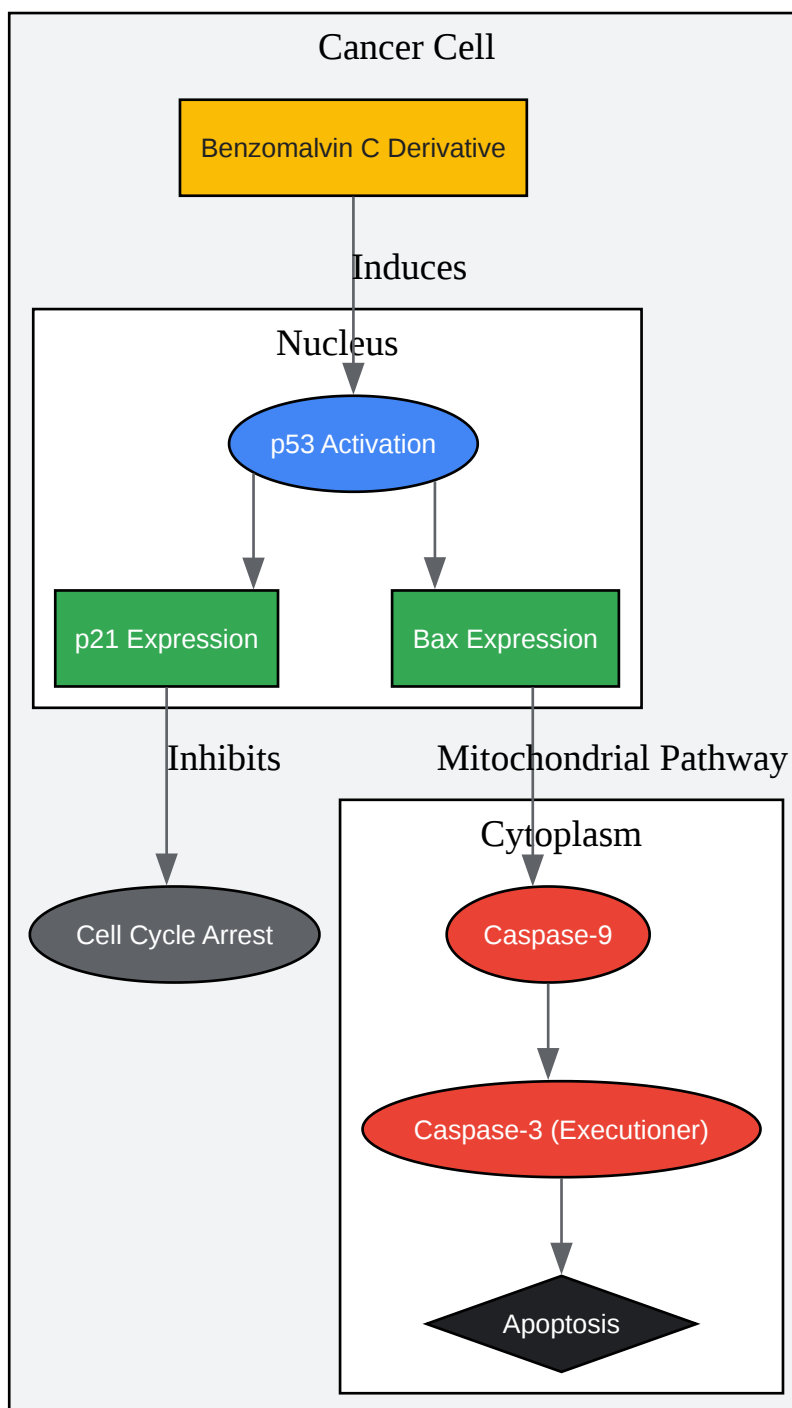 Cancer Cell
Benzomalvin C Derivative
Induces
Nucleus
p53 Activation
p21 Expression
Bax Expression
Inhibits
Mitochondrial Pathway
Cytoplasm
Cell Cycle Arrest
Caspase-9
Caspase-3 (Executioner)
Apoptosis